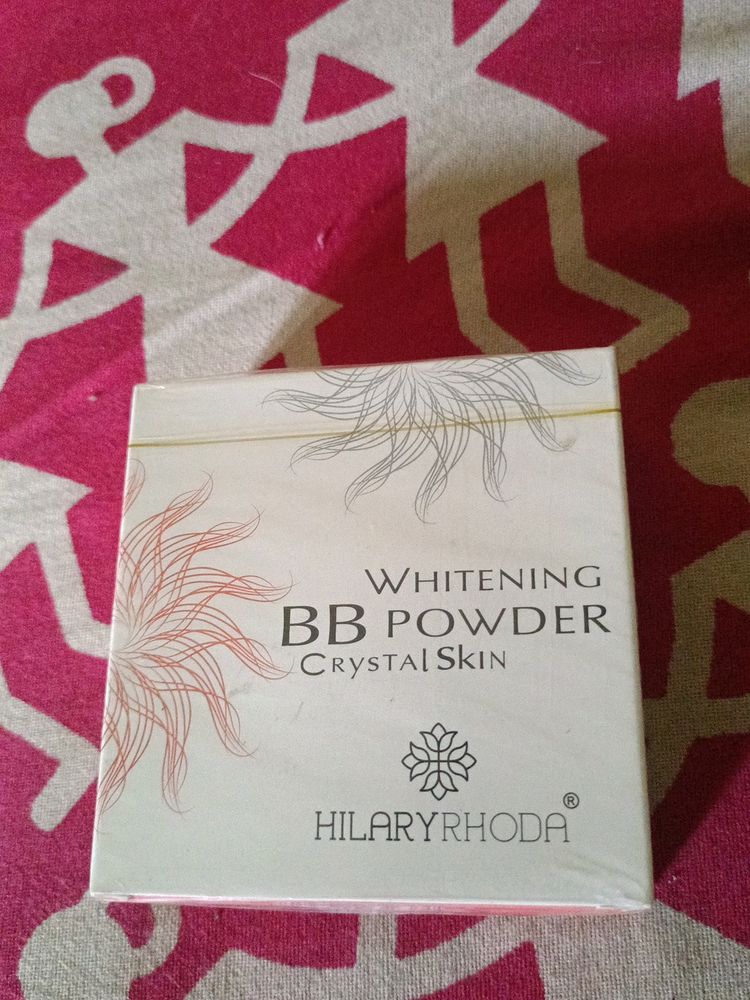 WHITENING
BB POWDER
CRYSTAL SKIN
HILARYRHODA®